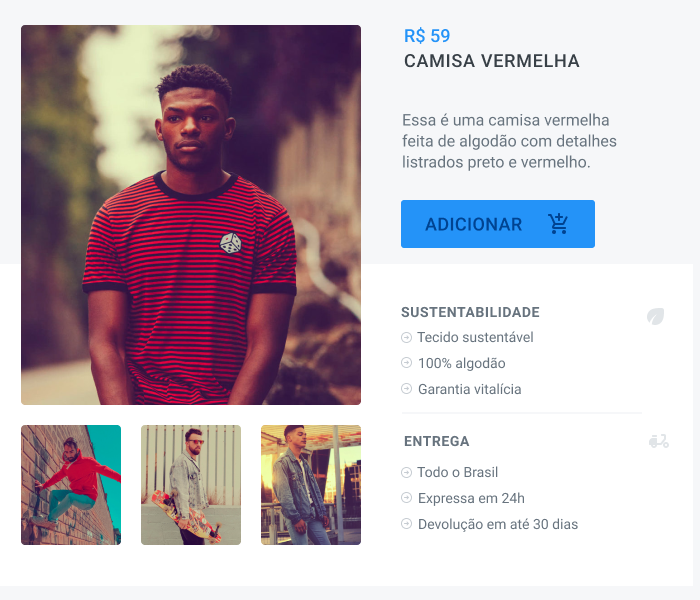 R$ 59
CAMISA VERMELHA
Essa é uma camisa vermelha
feita de algodão com detalhes
listrados preto e vermelho.
ADICIONAR
SUSTENTABILIDADE
Tecido sustentável
100% algodão
Garantia vitalícia
ENTREGA
Todo o Brasil
Expressa em 24h
Devolução em até 30 dias